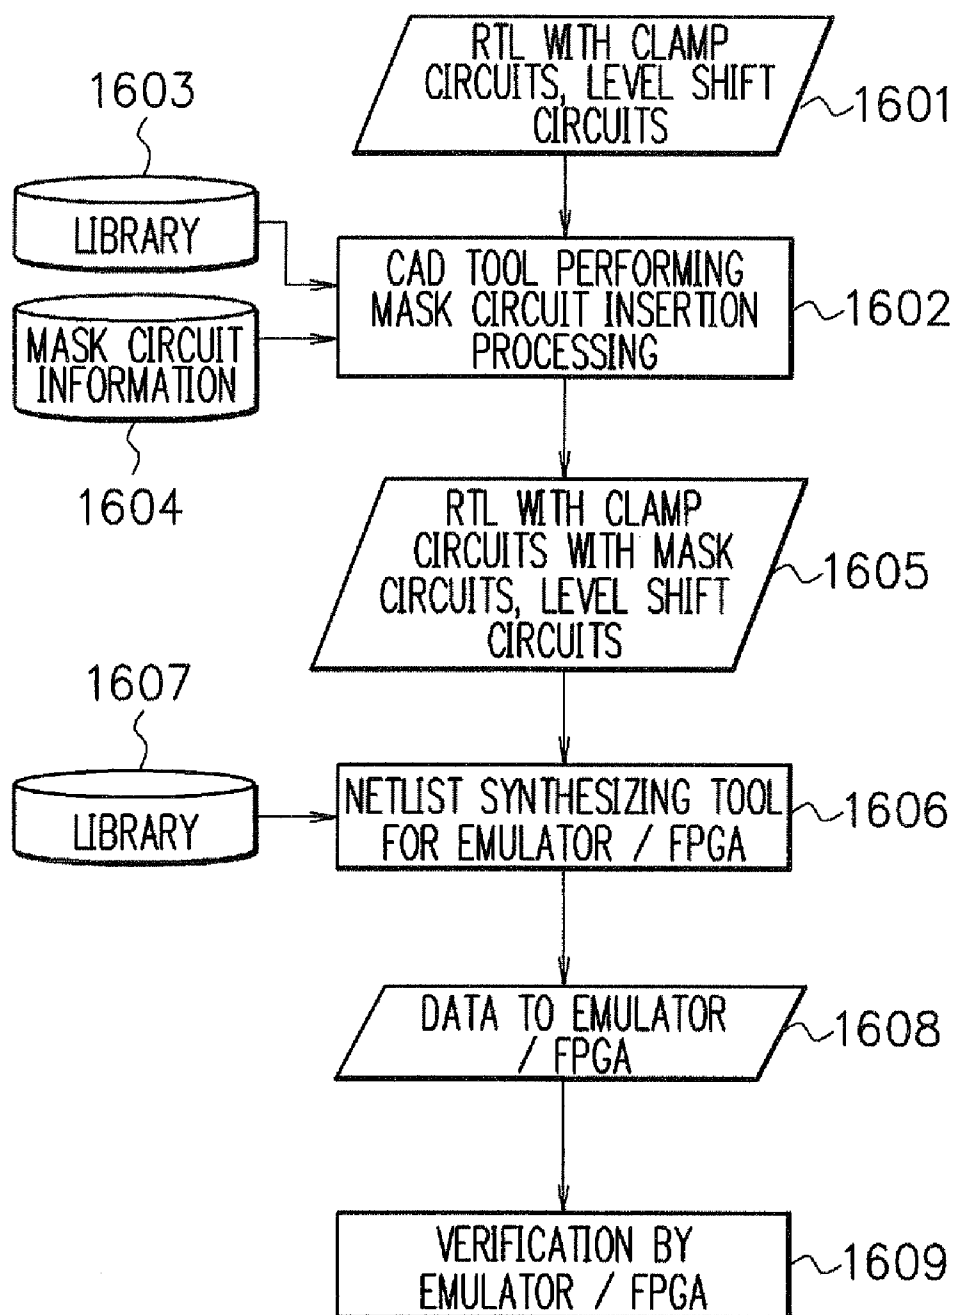 RTL WITH CLAMP
CIRCUITS, LEVEL SHIFT
CIRCUITS
1601
1603
LIBRARY
CAD TOOL PERFORMING
MASK CIRCUIT INSERTION
PROCESSING
1602
MASK CIRCUIT
INFORMATION
1604
RTL WITH CLAMP
CIRCUITS WITH MASK
CIRCUITS, LEVEL SHIFT
CIRCUITS
1605
1607
LIBRARY
NETLIST SYNTHESIZING TOOL
FOR EMULATOR / FPGA
1606
DATA TO EMULATOR
/ FPGA
1608
VERIFICATION BY
EMULATOR / FPGA
1609